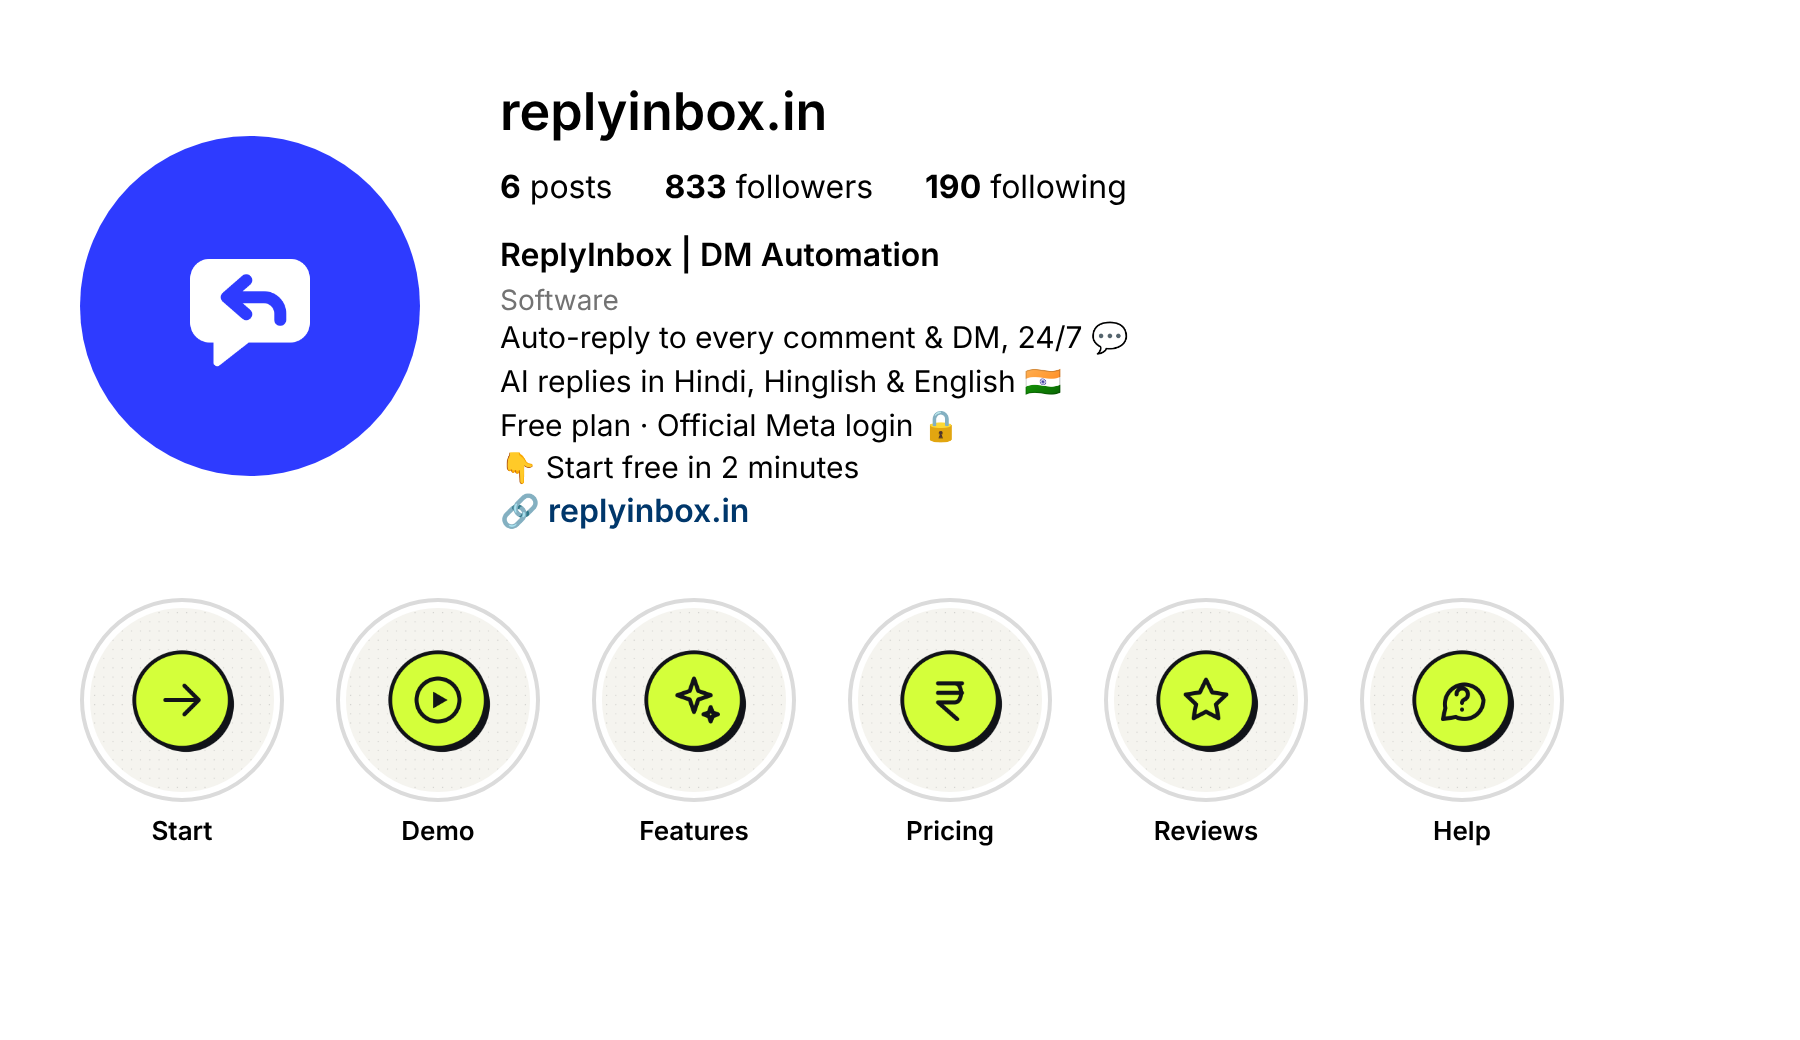 replyinbox.in
6 posts 833 followers 190 following
ReplyInbox | DM Automation
Software
Auto-reply to every comment & DM, 24/7 💬
AI replies in Hindi, Hinglish & English 🇮🇳
Free plan · Official Meta login 🔒
👇 Start free in 2 minutes
🔗 replyinbox.in
Start Demo Features Pricing Reviews Help